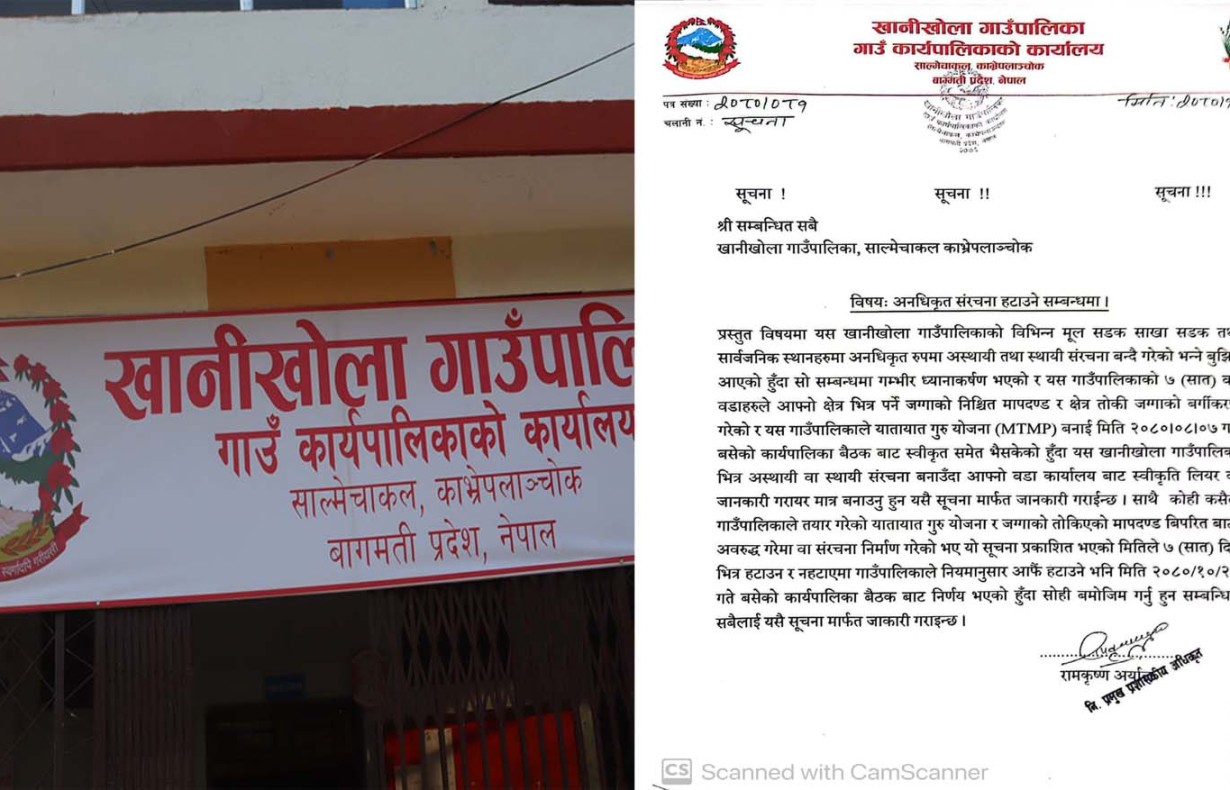 खानीखोला गाउँपालि
गाउँ कार्यपालिकाको कार्यालय
साल्मेचाकल, काभ्रेपलाञ्चोक
बागमती प्रदेश, नेपाल
खानीखोला गाउँपालिका
गाउँ कार्यपालिकाको कार्यालय
साल्मेचाकल, काभ्रेपलाञ्चोक
बागमती प्रदेश, नेपाल
पत्र संख्या : २०८०/०८१
मिति : २०८०/१
चलानी नं. : सूचना
सूचना ! सूचना !! सूचना !!!
श्री सम्बन्धित सबै
खानीखोला गाउँपालिका, साल्मेचाकल काभ्रेपलाञ्चोक
विषयः अनधिकृत संरचना हटाउने सम्बन्धमा ।
प्रस्तुत विषयमा यस खानीखोला गाउँपालिकाको विभिन्न मूल सडक साखा सडक त
सार्वजनिक स्थानहरुमा अनधिकृत रुपमा अस्थायी तथा स्थायी संरचना बन्दै गरेको भन्ने बुझि
आएको हुँदा सो सम्बन्धमा गम्भीर ध्यानाकर्षण भएको र यस गाउँपालिकाको ७ (सात) व
वडाहरुले आफ्नो क्षेत्र भित्र पर्ने जग्गाको निश्चित मापदण्ड र क्षेत्र तोकी जग्गाको बर्गीकर
गरेको र यस गाउँपालिकाले यातायात गुरु योजना (MTMP) बनाई मिति २०८०।०८।०७ ग
बसेको कार्यपालिका बैठक बाट स्वीकृत समेत भैसकेको हुँदा यस खानीखोला गाउँपालिक
भित्र अस्थायी वा स्थायी संरचना बनाउँदा आफ्नो वडा कार्यालय बाट स्वीकृति लियर व
जानकारी गरायर मात्र बनाउनु हुन यसै सूचना मार्फत जानकारी गराईन्छ । साथै कोही कसै
गाउँपालिकाले तयार गरेको यातायात गुरु योजना र जग्गाको तोकिएको मापदण्ड बिपरित बाट
अवरुद्ध गरेमा वा संरचना निर्माण गरेको भए यो सूचना प्रकाशित भएको मितिले ७ (सात) दि
भित्र हटाउन र नहटाएमा गाउँपालिकाले नियमानुसार आफैं हटाउने भनि मिति २०८०/१०/२
गते बसेको कार्यपालिका बैठक बाट निर्णय भएको हुँदा सोही बमोजिम गर्नु हुन सम्बन्धि
सबैलाई यसै सूचना मार्फत जाकारी गराइन्छ ।
रामकृष्ण अर्या
नि. प्रमुख प्रशासकीय अधिकृत
CS Scanned with CamScanner